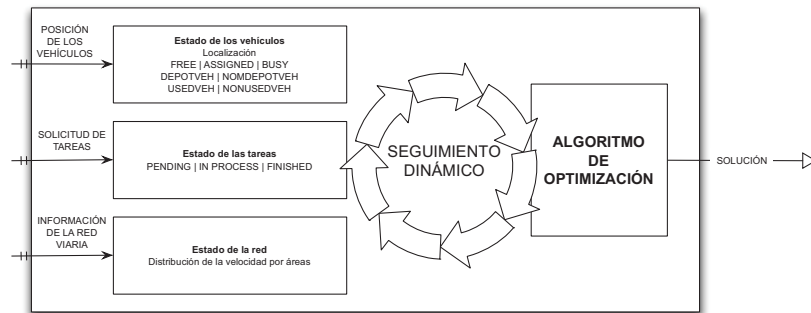 POSICIÓN
DE LOS
VEHÍCULOS
Estado de los vehículos
Localización
FREE | ASSIGNED | BUSY
DEPOTVEH | NOMDEPOTVEH
USEDVEH | NONUSEDVEH
SOLICITUD DE
TAREAS
Estado de las tareas
PENDING | IN PROCESS | FINISHED
INFORMACIÓN
DE LA RED
VIARIA
Estado de la red
Distribución de la velocidad por áreas
SEGUIMIENTO
DINÁMICO
ALGORITMO
DE
OPTIMIZACIÓN
SOLUCIÓN